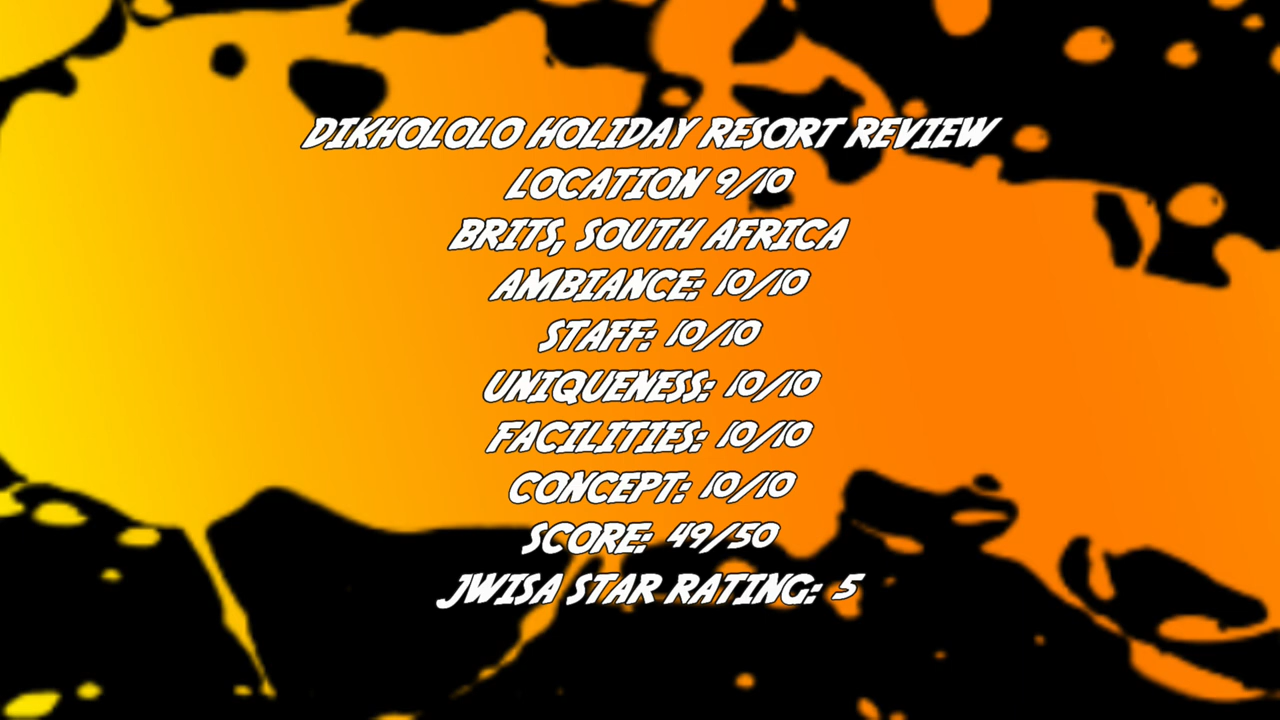 DIKHOLOLO HOLIDAY RESORT REVIEW
LOCATION 9/10
BRITS, SOUTH AFRICA
AMBIANCE: 10/10
STAFF: 10/10
UNIQUENESS: 10/10
FACILITIES: 10/10
CONCEPT: 10/10
SCORE: 49/50
JWISA STAR RATING: 5